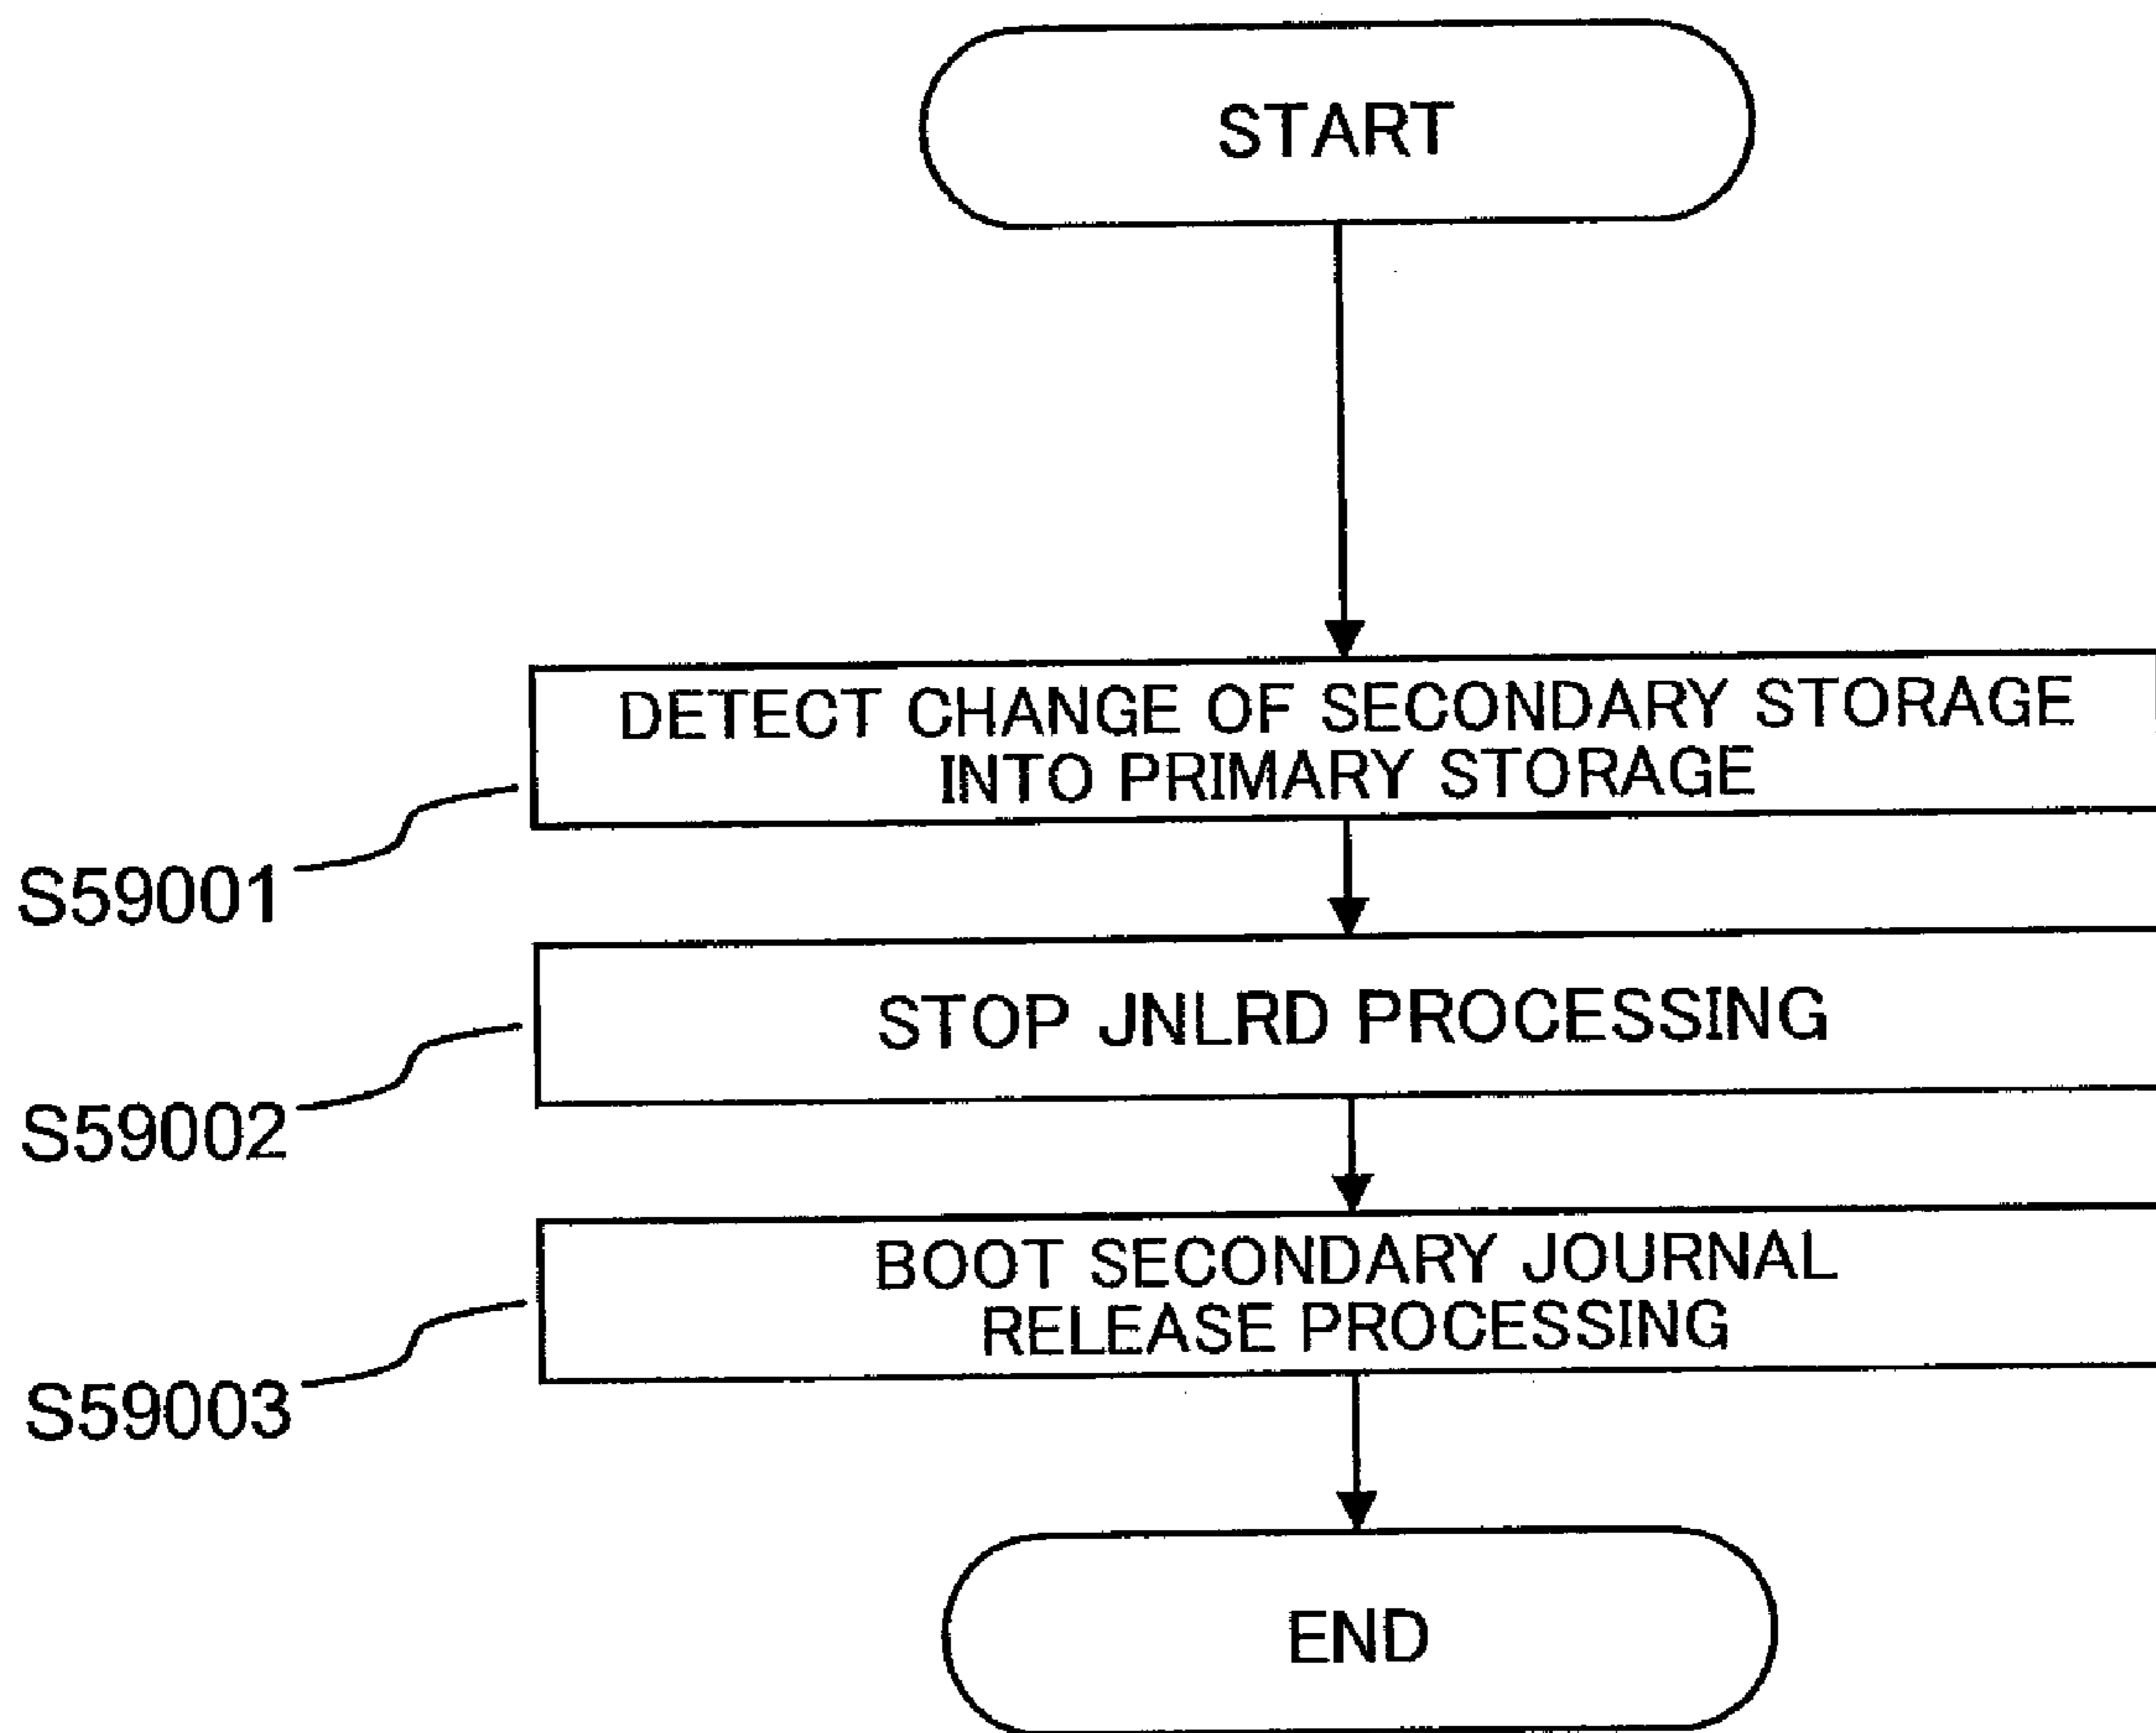 START
DETECT CHANGE OF SECONDARY STORAGE
INTO PRIMARY STORAGE
S59001
STOP JNLRD PROCESSING
S59002
BOOT SECONDARY JOURNAL
RELEASE PROCESSING
S59003
END